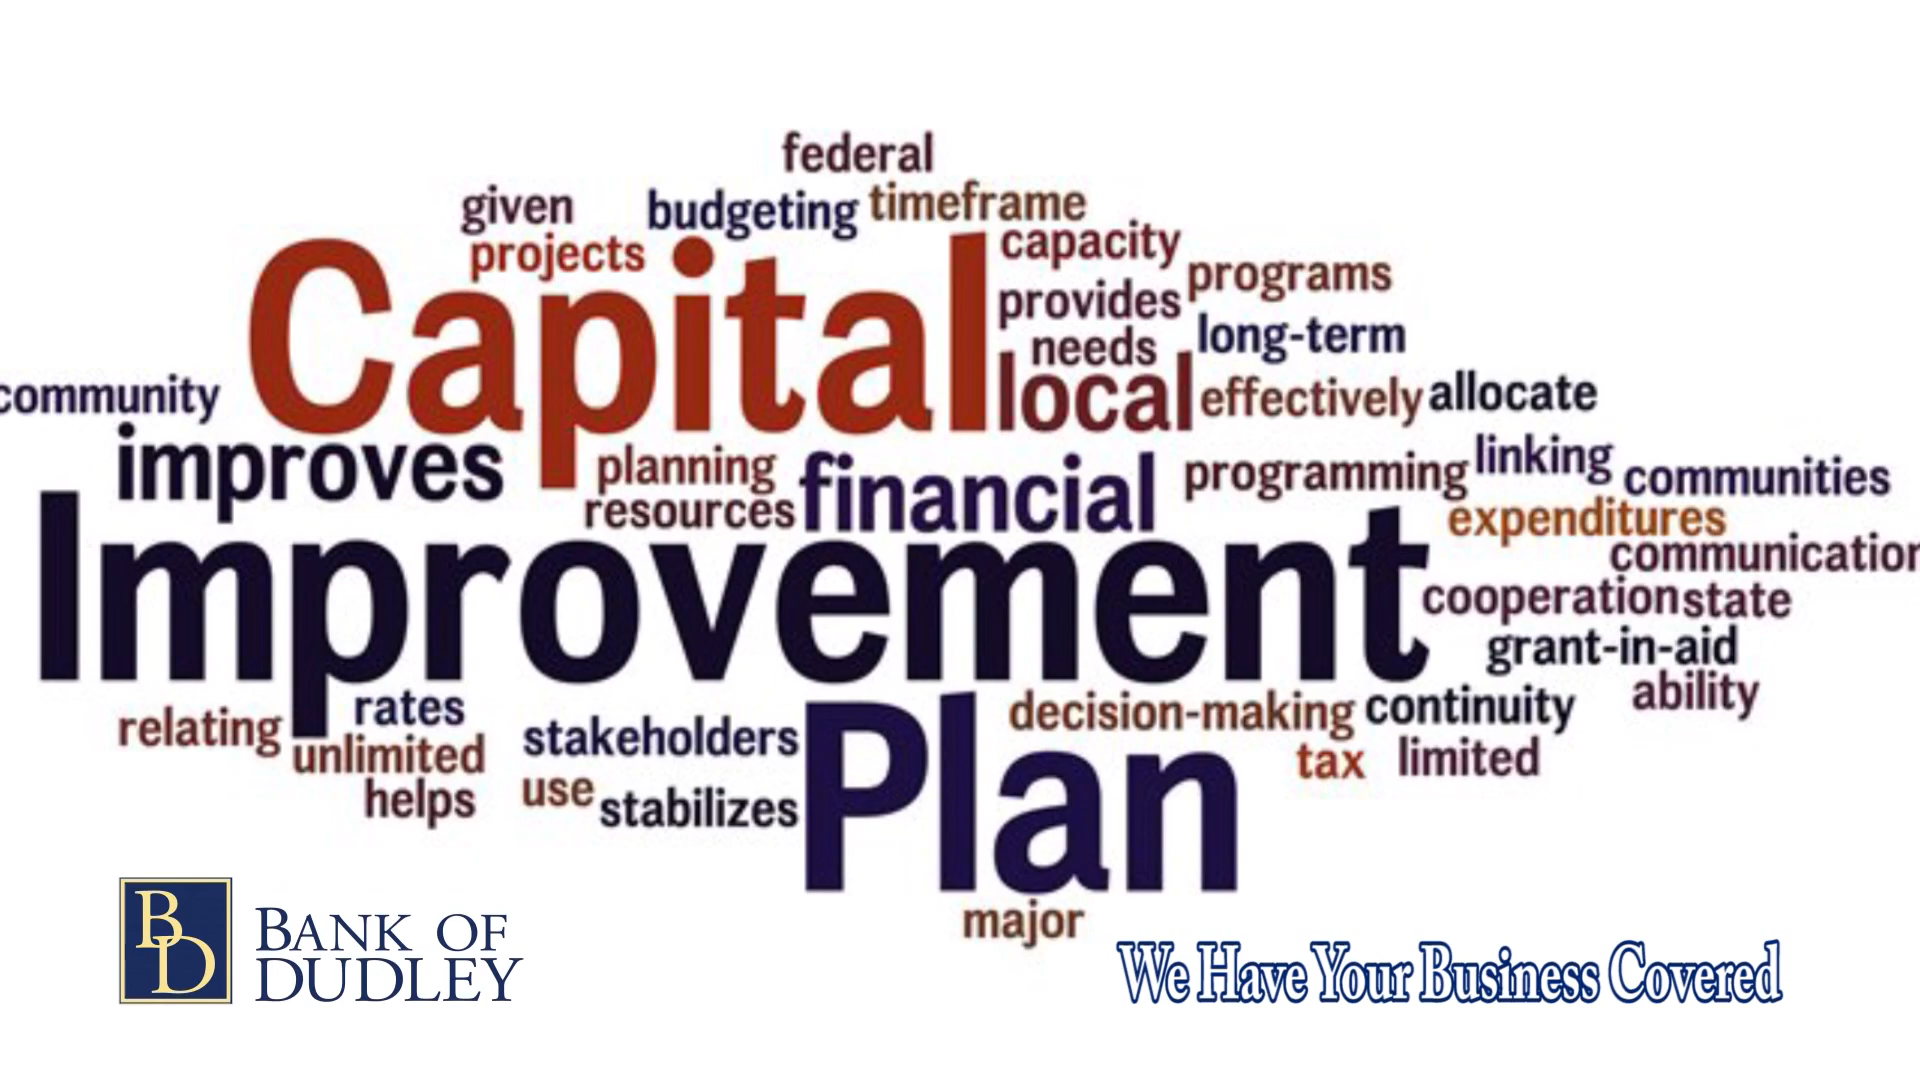 federal
given
budgeting timeframe
projects
capacity
Capital
programs
provides
long-term
needs
local
effectively allocate
community
improves
planning
financial
programming linking communities
resources
expenditures
communication
Improvement
cooperation state
grant-in-aid
ability
relating
rates
unlimited
helps
stakeholders
use
stabilizes
Plan
decision-making continuity
tax limited
major
BD
BANK OF
DUDLEY
We Have Your Business Covered